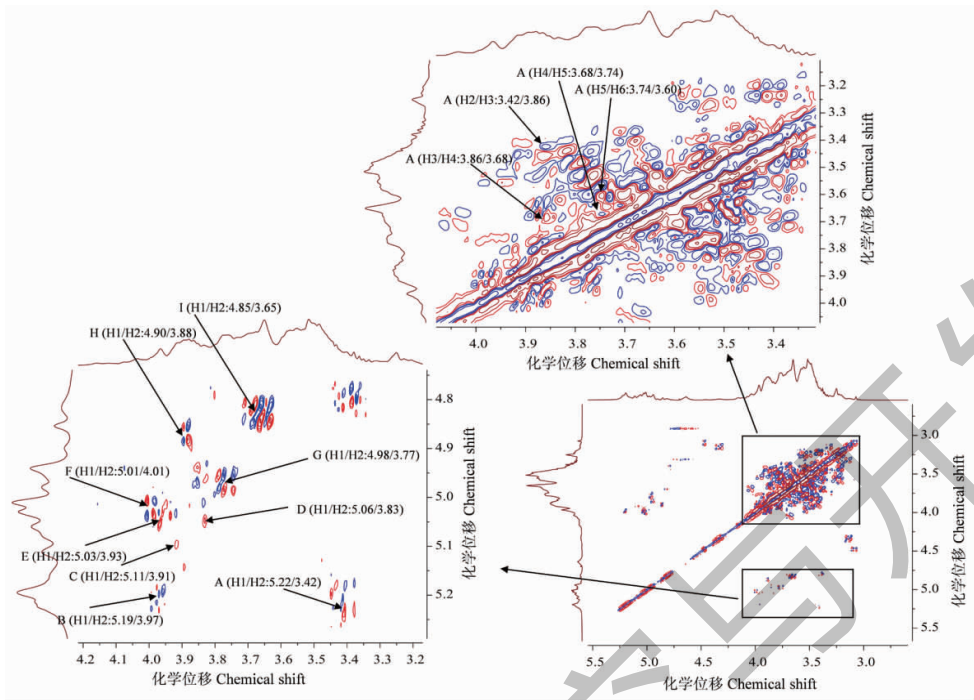 A (H4/H5:3.68/3.74)
A (H5/H6:3.74/3.60)
A (H2/H3:3.42/3.86)
A (H3/H4:3.86/3.68)
3.2
3.3
3.4
3.5
3.6
3.7
3.8
3.9
4.0
化学位移 Chemical shift
4.0 3.9 3.8 3.7 3.6 3.5 3.4
化学位移 Chemical shift
I (H1/H2:4.85/3.65)
H (H1/H2:4.90/3.88)
F (H1/H2:5.01/4.01)
G (H1/H2:4.98/3.77)
D (H1/H2:5.06/3.83)
E (H1/H2:5.03/3.93)
C (H1/H2:5.11/3.91)
A (H1/H2:5.22/3.42)
B (H1/H2:5.19/3.97)
4.8
4.9
5.0
5.1
5.2
化学位移 Chemical shift
4.2 4.1 4.0 3.9 3.8 3.7 3.6 3.5 3.4 3.3 3.2
化学位移 Chemical shift
3.0
3.5
4.0
4.5
5.0
5.5
化学位移 Chemical shift
5.5 5.0 4.5 4.0 3.5 3.0
化学位移 Chemical shift